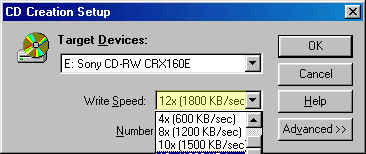 CD Creation Setup
Target Devices:
E: Sony CD-RW CRX160E
OK
Cancel
Write Speed: 12x (1800 KB/sec
Help
4x (600 KB/sec)
Number
8x (1200 KB/sec)
Advanced >>
10x (1500 KB/sec)